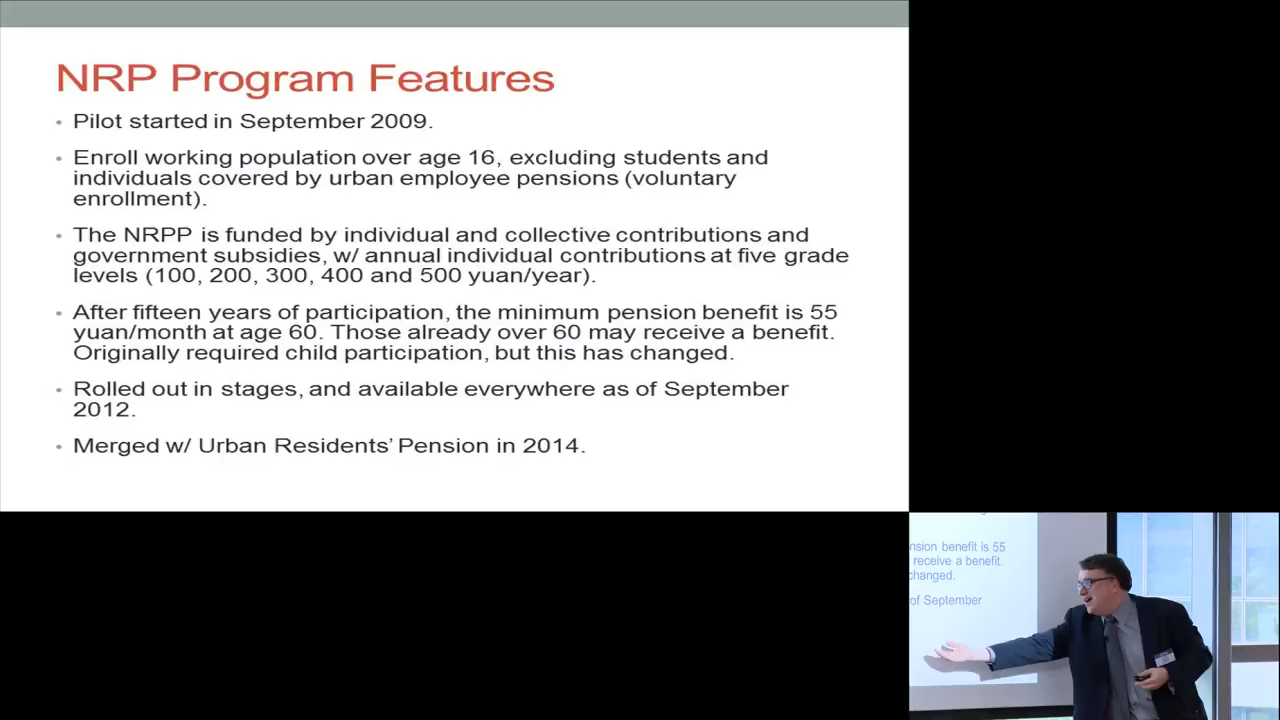 NRP Program Features
• Pilot started in September 2009.
• Enroll working population over age 16, excluding students and
individuals covered by urban employee pensions (voluntary
enrollment).
• The NRPP is funded by individual and collective contributions and
government subsidies, w/ annual individual contributions at five grade
levels (100, 200, 300, 400 and 500 yuan/year).
• After fifteen years of participation, the minimum pension benefit is 55
yuan/month at age 60. Those already over 60 may receive a benefit.
Originally required child participation, but this has changed.
• Rolled out in stages, and available everywhere as of September
2012.
• Merged w/ Urban Residents' Pension in 2014.
nsion benefit is 55
receive a benefit.
changed.
of September